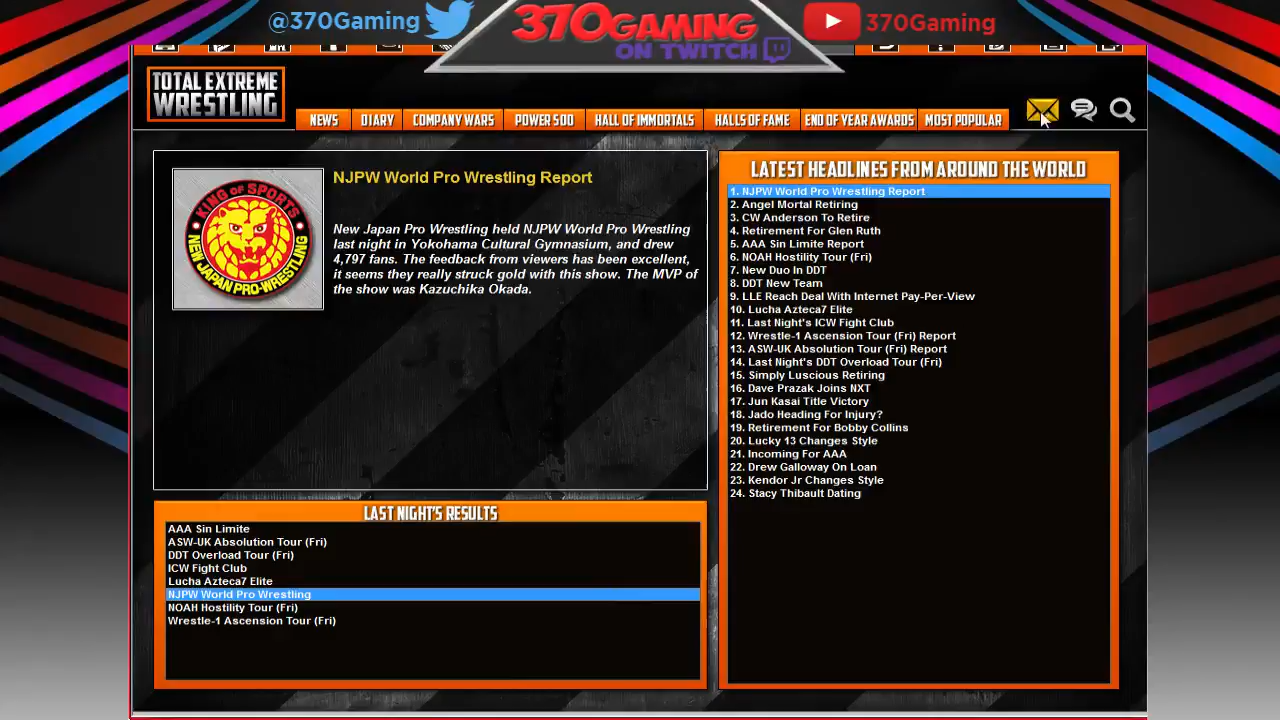 @370Gaming
370GAMING
ON TWITCH
370Gaming
TOTAL EXTREME
WRESTLING
NEWS
DIARY
COMPANY WARS
POWER 500
HALL OF IMMORTALS
HALLS OF FAME
END OF YEAR AWARDS
MOST POPULAR
KING OF SPORTS
NEW JAPAN PRO-WRESTLING
NJPW World Pro Wrestling Report
New Japan Pro Wrestling held NJPW World Pro Wrestling
last night in Yokohama Cultural Gymnasium, and drew
4,797 fans. The feedback from viewers has been excellent,
it seems they really struck gold with this show. The MVP of
the show was Kazuchika Okada.
LAST NIGHT'S RESULTS
AAA Sin Limite
ASW-UK Absolution Tour (Fri)
DDT Overload Tour (Fri)
ICW Fight Club
Lucha Azteca7 Elite
NJPW World Pro Wrestling
NOAH Hostility Tour (Fri)
Wrestle-1 Ascension Tour (Fri)
LATEST HEADLINES FROM AROUND THE WORLD
1. NJPW World Pro Wrestling Report
2. Angel Mortal Retiring
3. CW Anderson To Retire
4. Retirement For Glen Ruth
5. AAA Sin Limite Report
6. NOAH Hostility Tour (Fri)
7. New Duo In DDT
8. DDT New Team
9. LLE Reach Deal With Internet Pay-Per-View
10. Lucha Azteca7 Elite
11. Last Night's ICW Fight Club
12. Wrestle-1 Ascension Tour (Fri) Report
13. ASW-UK Absolution Tour (Fri) Report
14. Last Night's DDT Overload Tour (Fri)
15. Simply Luscious Retiring
16. Dave Prazak Joins NXT
17. Jun Kasai Title Victory
18. Jado Heading For Injury?
19. Retirement For Bobby Collins
20. Lucky 13 Changes Style
21. Incoming For AAA
22. Drew Galloway On Loan
23. Kendor Jr Changes Style
24. Stacy Thibault Dating